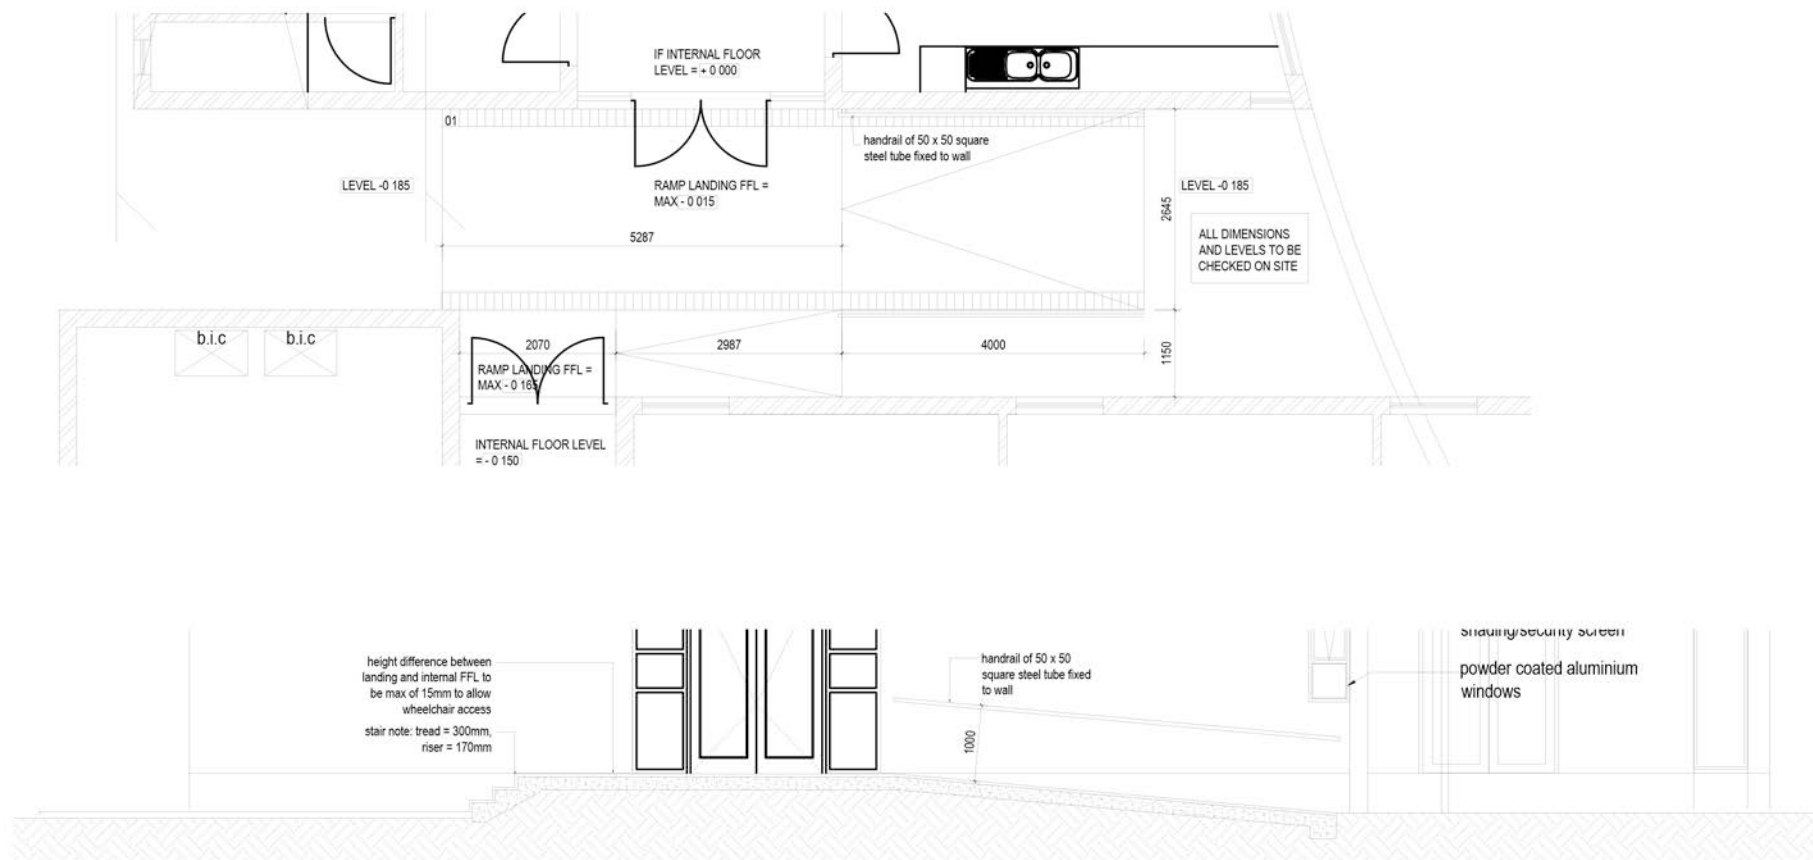 IF INTERNAL FLOOR
LEVEL = + 0 000
01
handrail of 50 x 50 square
steel tube fixed to wall
LEVEL -0 185
RAMP LANDING FFL =
MAX - 0 015
LEVEL -0 185
2645
5287
ALL DIMENSIONS
AND LEVELS TO BE
CHECKED ON SITE
b.i.c
b.i.c
2070
2987
4000
1150
RAMP LANDING FFL =
MAX - 0 165
INTERNAL FLOOR LEVEL
= - 0 150
height difference between
landing and internal FFL to
be max of 15mm to allow
wheelchair access
stair note: tread = 300mm,
riser = 170mm
handrail of 50 x 50
square steel tube fixed
to wall
1000
shading/security screen
powder coated aluminium
windows